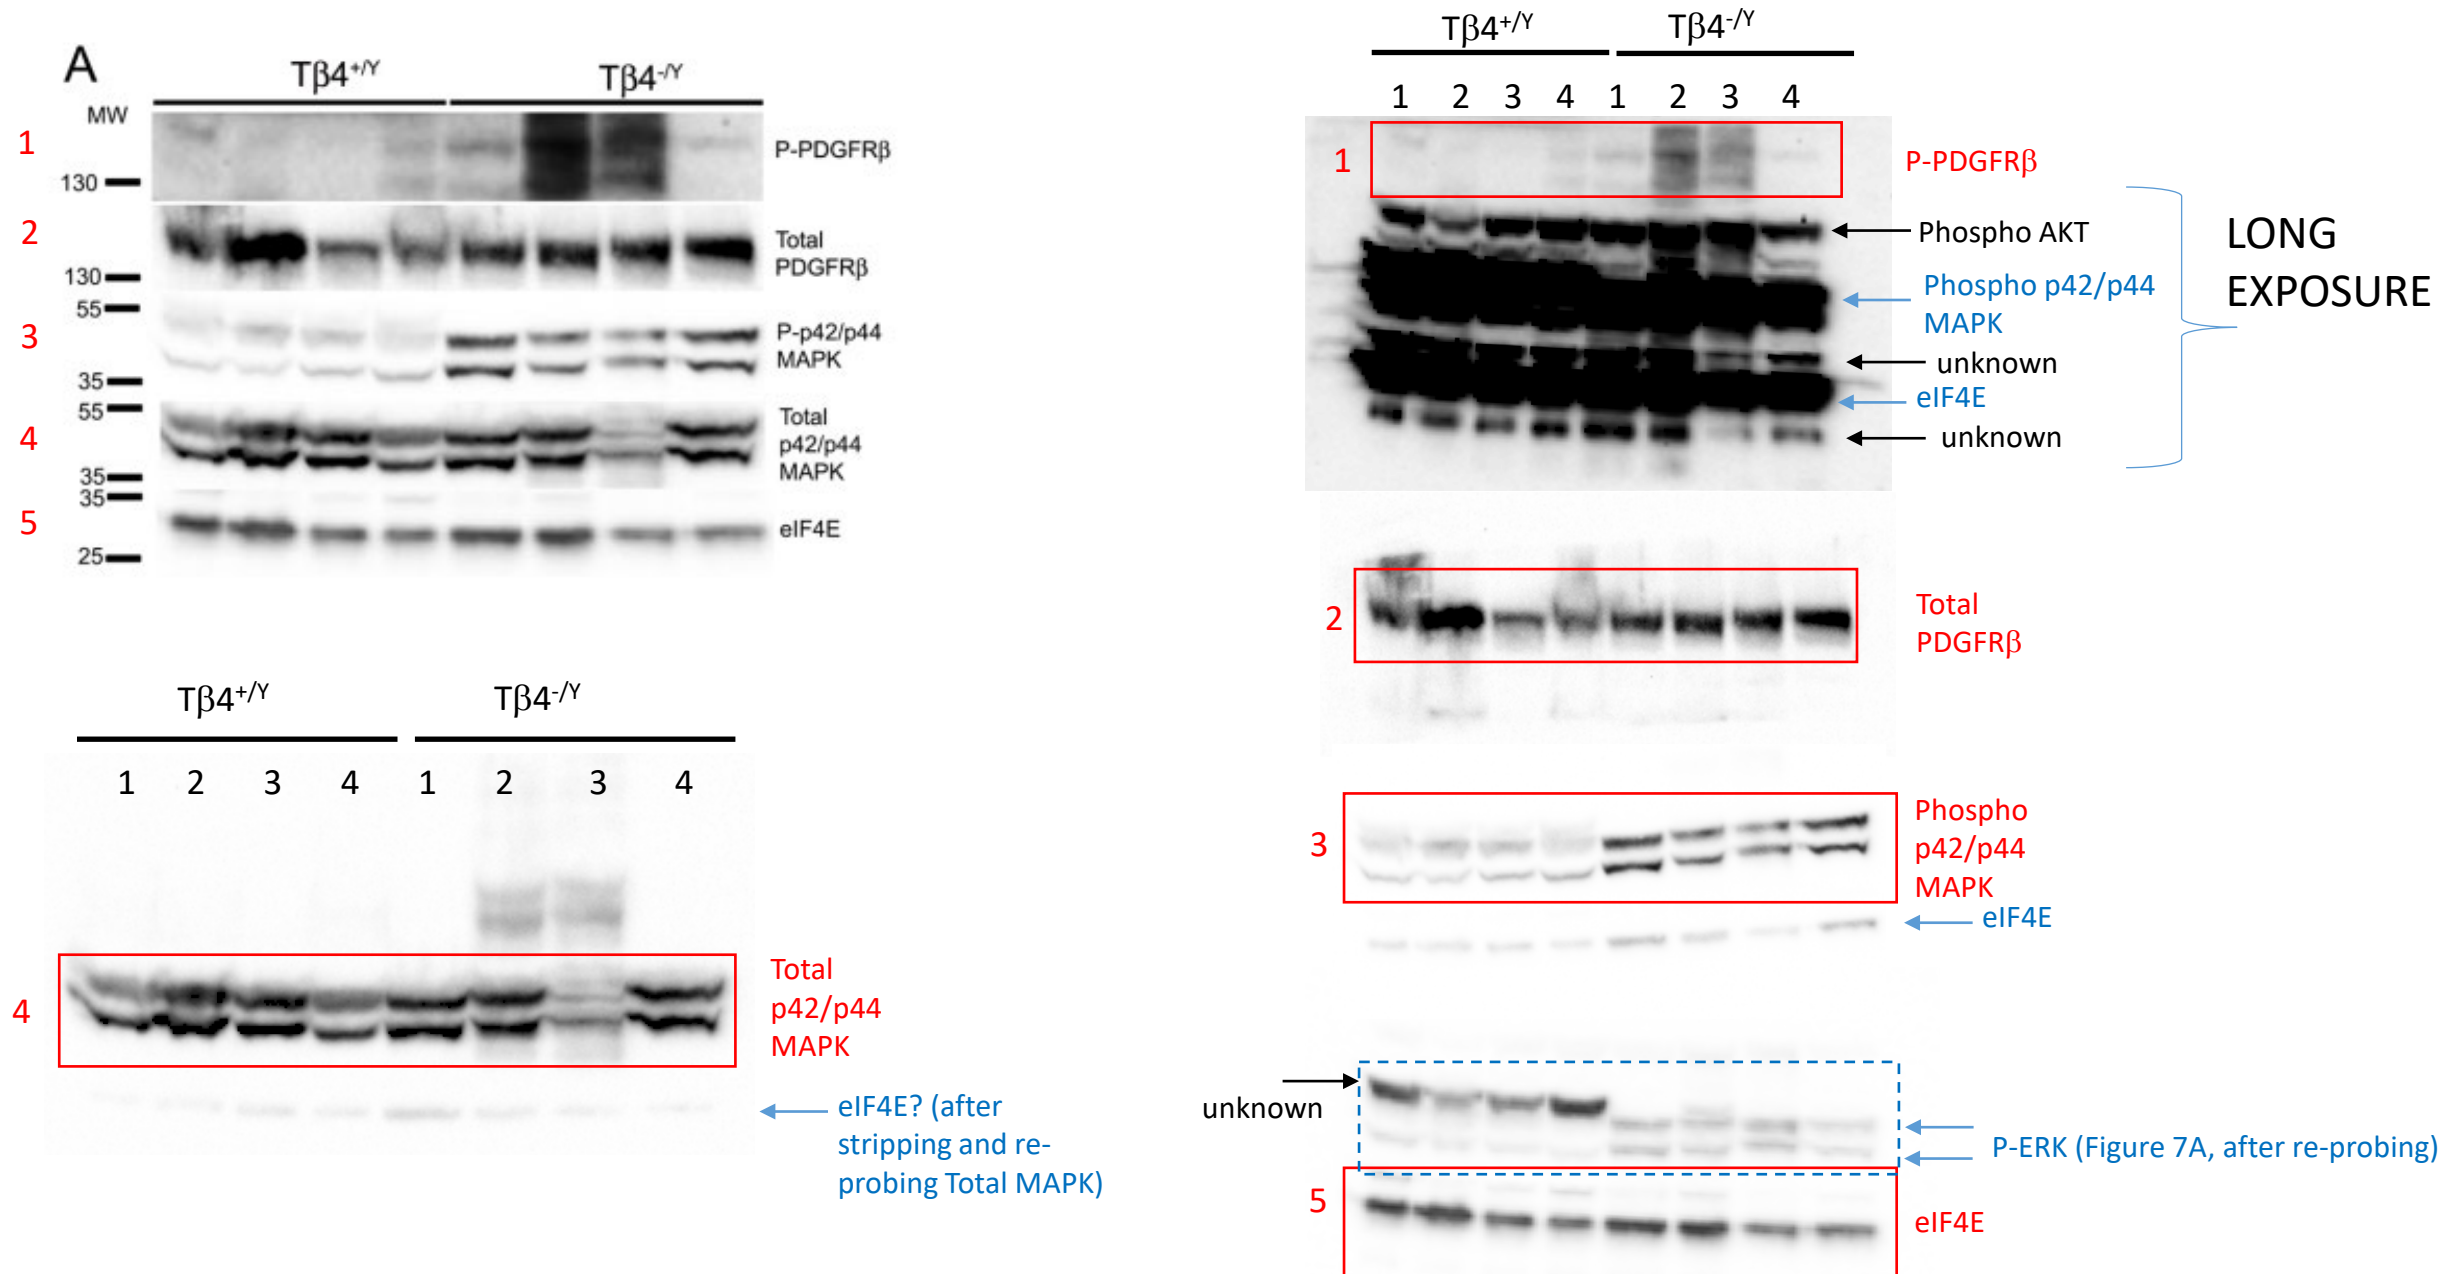 A
Tβ4+/Y
Tβ4-/Y
MW
1
P-PDGFRβ
130
2
Total
PDGFRβ
130
55
3
P-p42/p44
MAPK
35
55
4
Total
p42/p44
MAPK
35
35
5
eIF4E
25
Tβ4+/Y
Tβ4-/Y
1 2 3 4 1 2 3 4
4
Total
p42/p44
MAPK
eIF4E? (after
stripping and re-
probing Total MAPK)
Tβ4+/Y
Tβ4-/Y
1 2 3 4 1 2 3 4
1
P-PDGFRβ
Phospho AKT
Phospho p42/p44
MAPK
unknown
eIF4E
unknown
LONG
EXPOSURE
2
Total
PDGFRβ
3
Phospho
p42/p44
MAPK
eIF4E
unknown
P-ERK (Figure 7A, after re-probing)
5
eIF4E